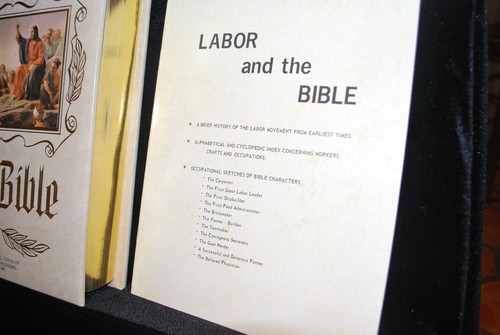 LABOR
and the
BIBLE
* A BRIEF HISTORY OF THE LABOR MOVEMENT FROM EARLIEST TIMES
* ALPHABETICAL AND CYCLOPEDIC INDEX CONCERNING WORKERS,
CRAFTS AND OCCUPATIONS.
* OCCUPATIONAL SKETCHES OF BIBLE CHARACTERS
* The Carpenter
* The First Great Labor Leader
* The First Shipbuilder
* The First Food Administrator
* The Brickmaker
* The Farmer - Builder
* The Tentmaker
* The Courageous Secretary
* The Goat Herder
* A Successful and Generous Farmer
* The Beloved Physician
Bible